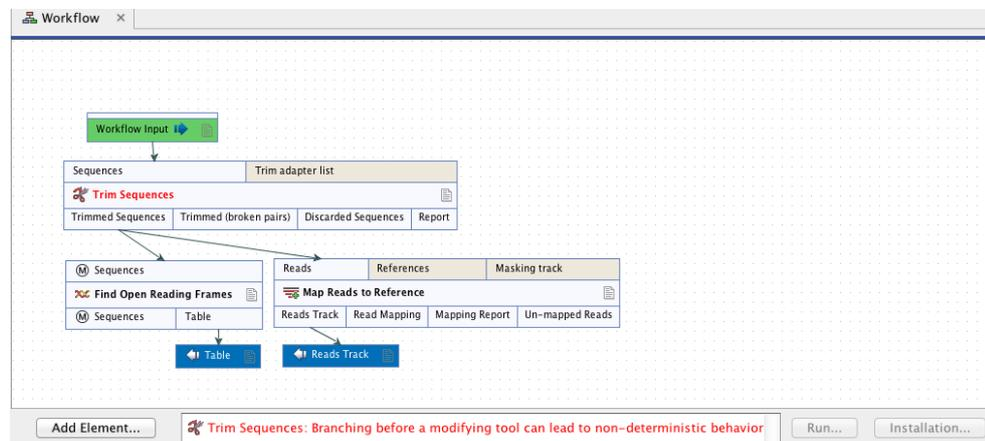 Workflow ×
Workflow Input
Sequences Trim adapter list
Trim Sequences
Trimmed Sequences Trimmed (broken pairs) Discarded Sequences Report
M Sequences
Reads References Masking track
Find Open Reading Frames
Map Reads to Reference
M Sequences Table
Reads Track Read Mapping Mapping Report Un-mapped Reads
Table
Reads Track
Add Element... Trim Sequences: Branching before a modifying tool can lead to non-deterministic behavior Run... Installation...